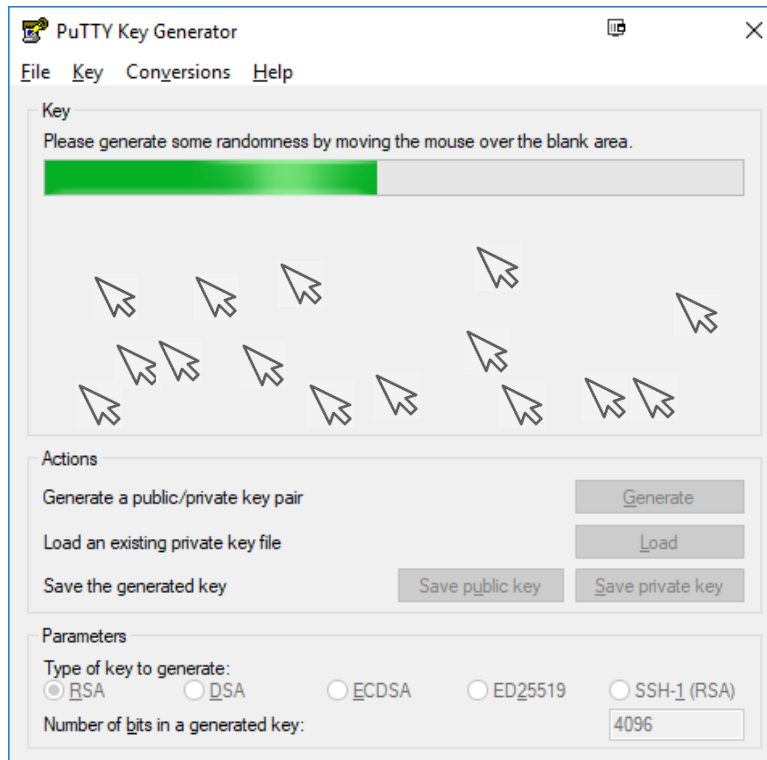 PuTTY Key Generator
File Key Conversions Help
Key
Please generate some randomness by moving the mouse over the blank area.
Actions
Generate a public/private key pair Generate
Load an existing private key file Load
Save the generated key Save public key Save private key
Parameters
Type of key to generate:
RSA DSA ECDSA ED25519 SSH-1 (RSA)
Number of bits in a generated key: 4096